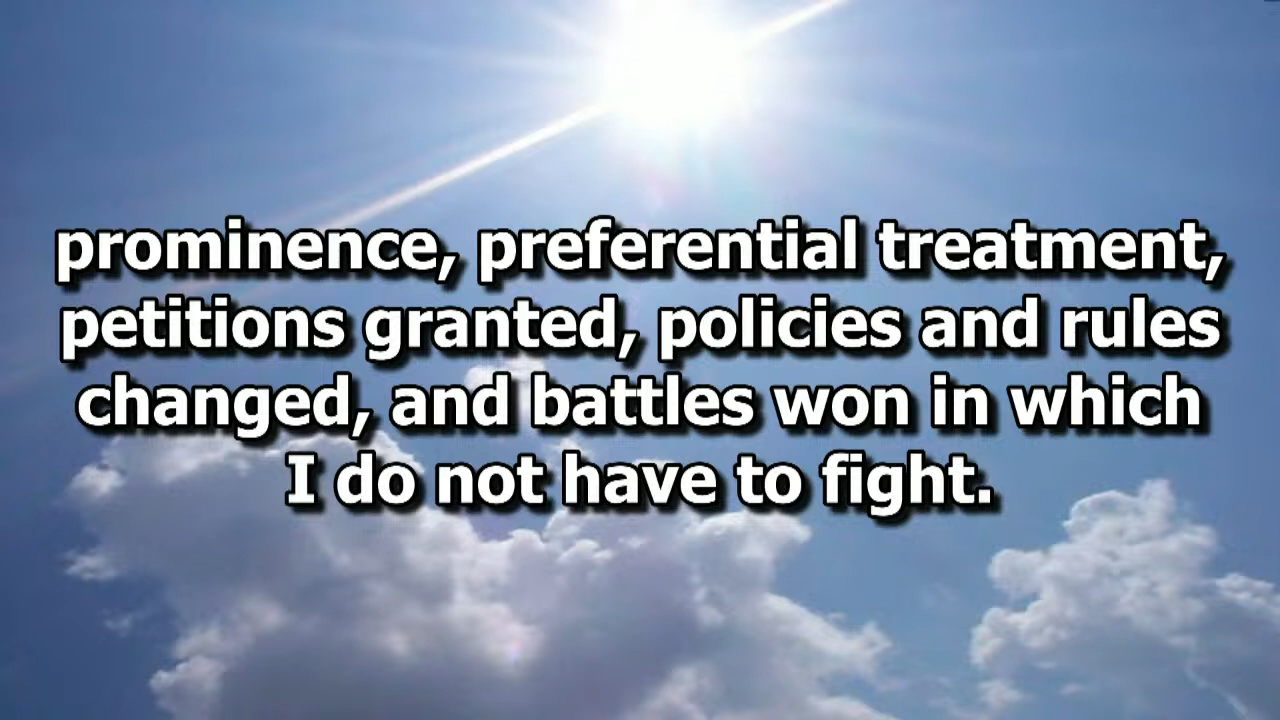 prominence, preferential treatment,
petitions granted, policies and rules
changed, and battles won in which
I do not have to fight.